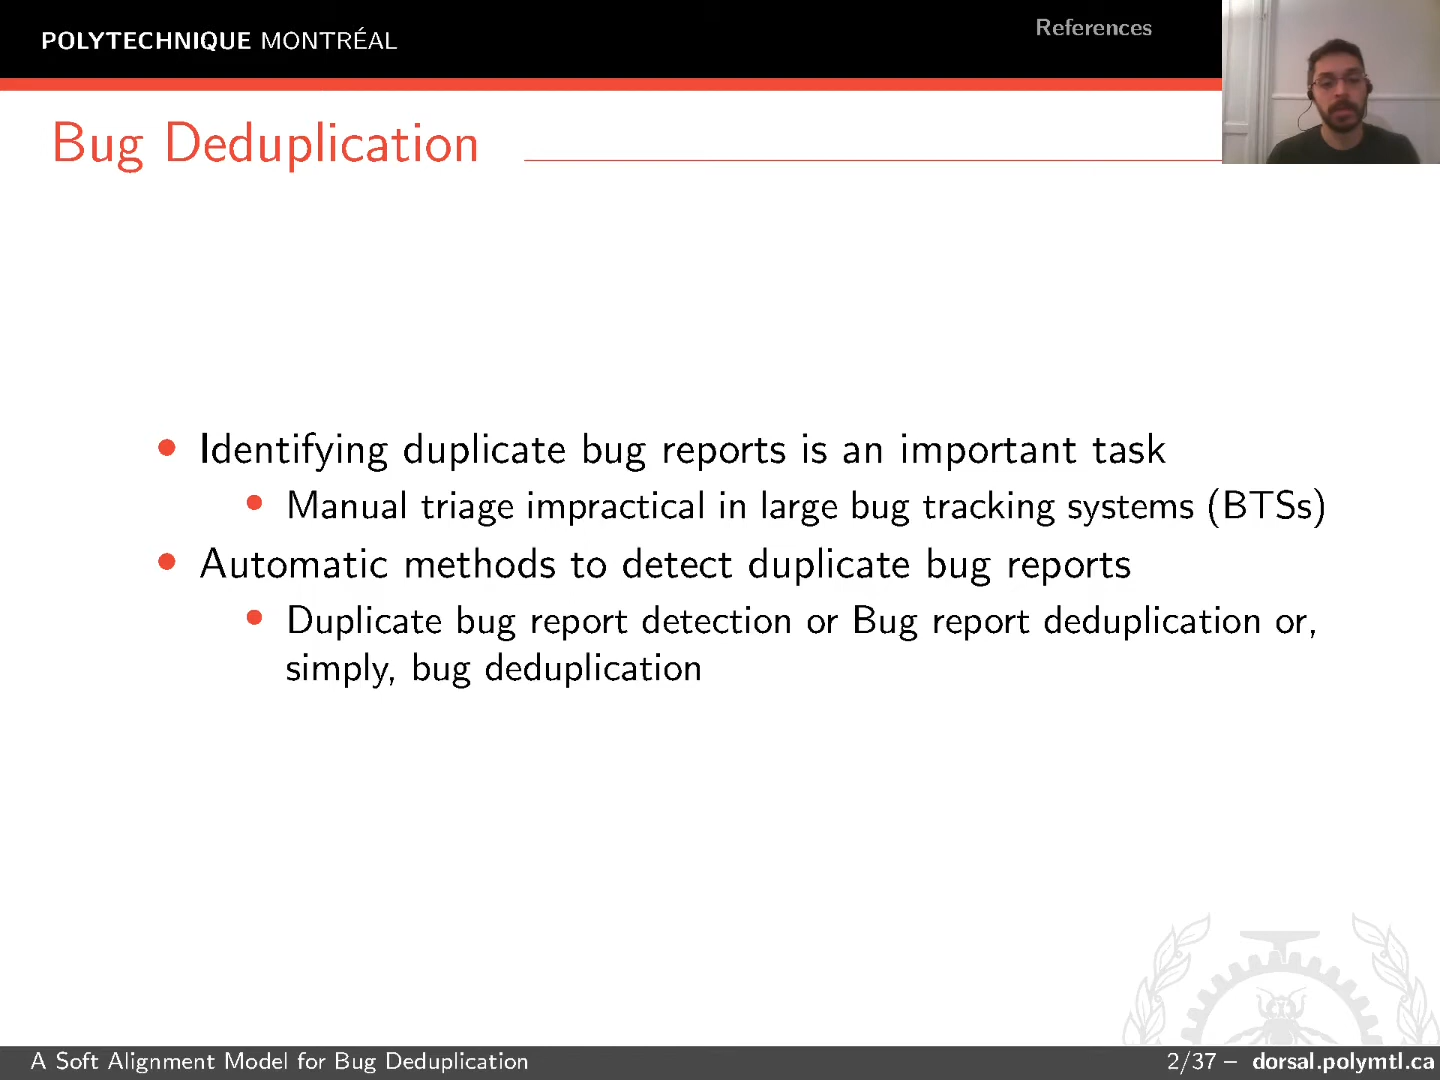 POLYTECHNIQUE MONTRÉAL
References
Bug Deduplication
Identifying duplicate bug reports is an important task
Manual triage impractical in large bug tracking systems (BTSs)
Automatic methods to detect duplicate bug reports
Duplicate bug report detection or Bug report deduplication or,
simply, bug deduplication
A Soft Alignment Model for Bug Deduplication
2/37 – dorsal.polymtl.ca